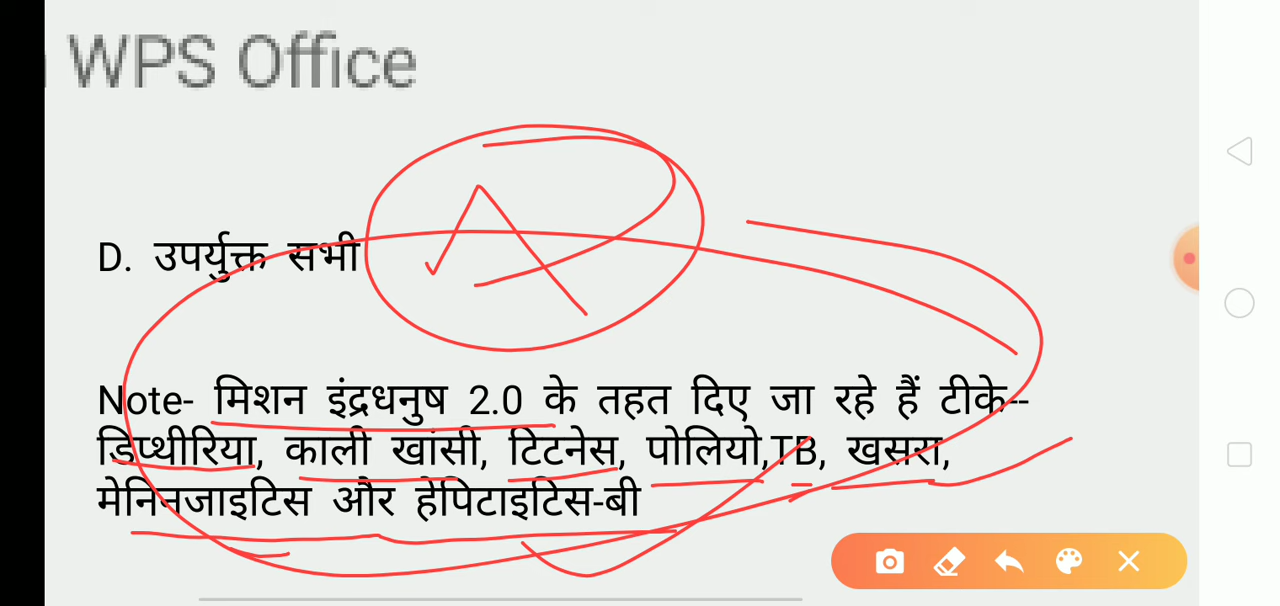 WPS Office
D. उपर्युक्त सभी
Note- मिशन इंद्रधनुष 2.0 के तहत दिए जा रहे हैं टीके--
डिप्थीरिया, काली खांसी, टिटनेस, पोलियो,TB, खसरा,
मेनिनजाइटिस और हेपिटाइटिस-बी